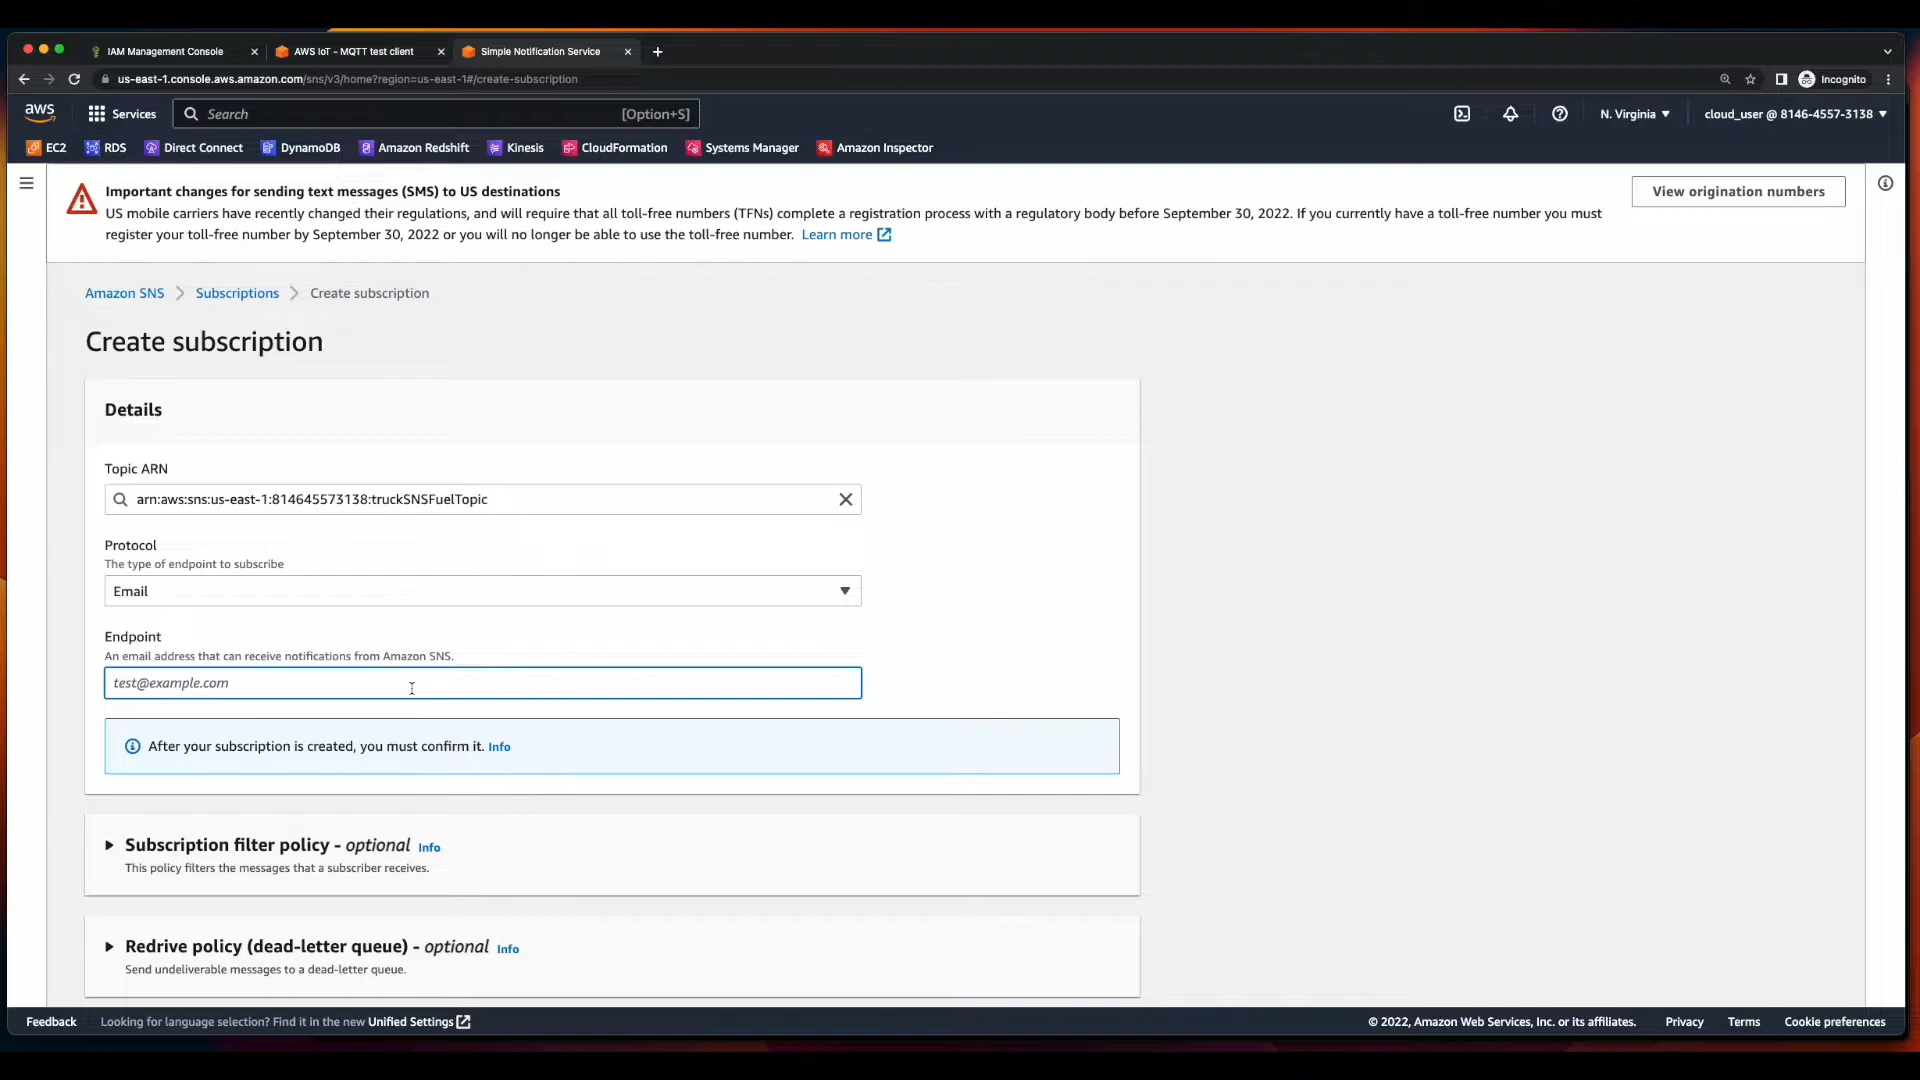 IAM Management Console
AWS IoT - MQTT test client
Simple Notification Service
us-east-1.console.aws.amazon.com/sns/v3/home?region=us-east-1#/create-subscription
Incognito
aws
Services
Search
[Option+S]
N. Virginia
cloud_user @ 8146-4557-3138
EC2
RDS
Direct Connect
DynamoDB
Amazon Redshift
Kinesis
CloudFormation
Systems Manager
Amazon Inspector
Important changes for sending text messages (SMS) to US destinations
US mobile carriers have recently changed their regulations, and will require that all toll-free numbers (TFNs) complete a registration process with a regulatory body before September 30, 2022. If you currently have a toll-free number you must
register your toll-free number by September 30, 2022 or you will no longer be able to use the toll-free number. Learn more
View origination numbers
Amazon SNS
Subscriptions
Create subscription
Create subscription
Details
Topic ARN
arn:aws:sns:us-east-1:814645573138:truckSNSFuelTopic
Protocol
The type of endpoint to subscribe
Email
Endpoint
An email address that can receive notifications from Amazon SNS.
test@example.com
After your subscription is created, you must confirm it. Info
Subscription filter policy - optional Info
This policy filters the messages that a subscriber receives.
Redrive policy (dead-letter queue) - optional Info
Send undeliverable messages to a dead-letter queue.
Feedback
Looking for language selection? Find it in the new Unified Settings
© 2022, Amazon Web Services, Inc. or its affiliates.
Privacy
Terms
Cookie preferences